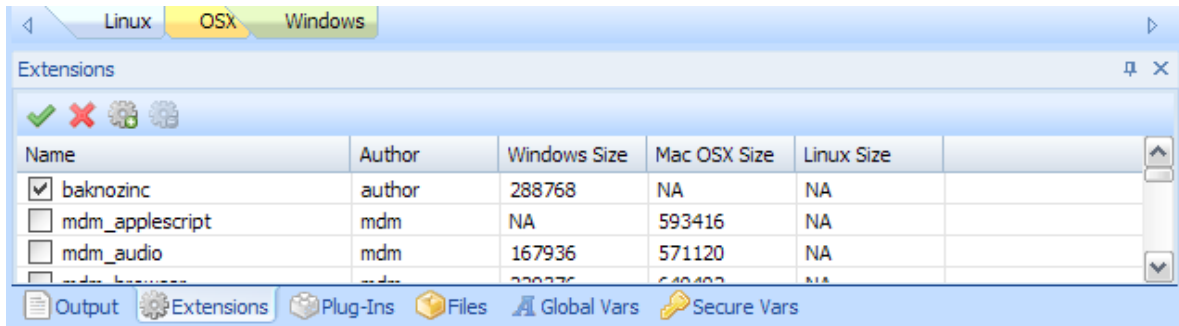 Linux OSX Windows
Extensions
Name Author Windows Size Mac OSX Size Linux Size
baknozinc author 288768 NA NA
mdm_applescript mdm NA 593416 NA
mdm_audio mdm 167936 571120 NA
Output Extensions Plug-Ins Files Global Vars Secure Vars